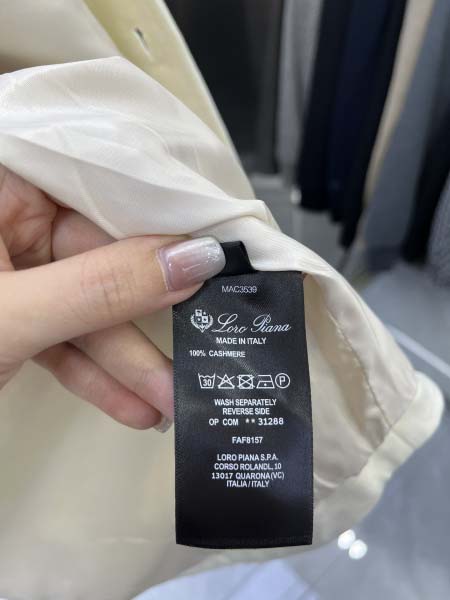 MAC3539
Loro Piana
MADE IN ITALY
100% CASHMERE
30 P
WASH SEPARATELY
REVERSE SIDE
OP COM **31288
FAF8157
LORO PIANA S.P.A.
CORSO ROLANDI, 10
13017 QUARONA(VC)
ITALIA / ITALY